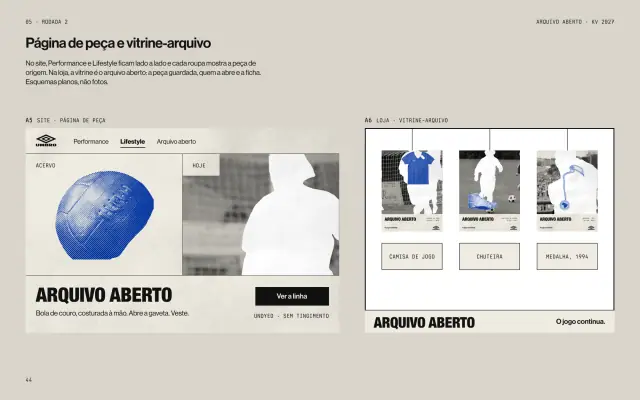 05 · RODADA 2
ARQUIVO ABERTO · KV 2027
Página de peça e vitrine-arquivo
No site, Performance e Lifestyle ficam lado a lado e cada roupa mostra a peça de
origem. Na loja, a vitrine é o arquivo aberto: a peça guardada, quem a abre e a ficha.
Esquemas planos, não fotos.
A5 SITE · PÁGINA DE PEÇA
UMBRO
Performance
Lifestyle
Arquivo aberto
ACERVO
HOJE
ARQUIVO ABERTO
Ver a linha
Bola de couro, costurada à mão. Abre a gaveta. Veste.
UNDYED · SEM TINGIMENTO
A6 LOJA · VITRINE-ARQUIVO
ARQUIVO ABERTO
ARQUIVO ABERTO
ARQUIVO ABERTO
CAMISA DE JOGO
CHUTEIRA
MEDALHA, 1994
ARQUIVO ABERTO
O jogo continua.
44